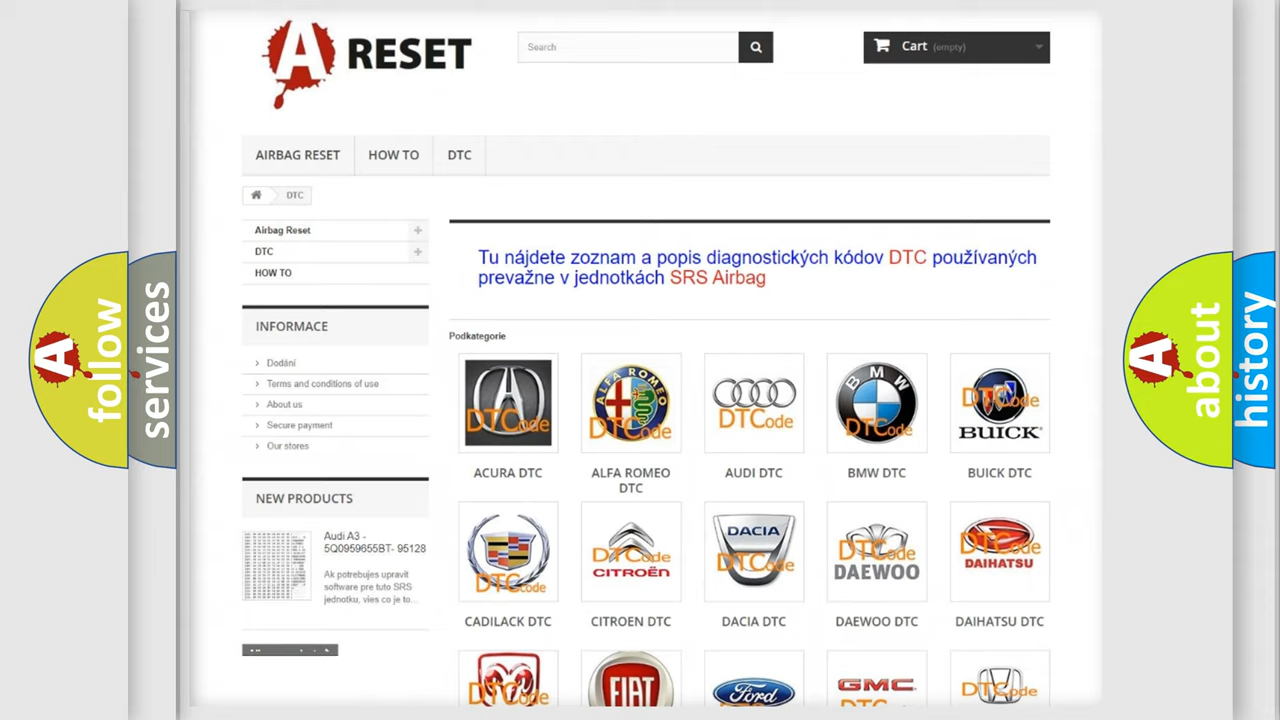 A RESET
Search
Cart (empty)
AIRBAG RESET
HOW TO
DTC
DTC
Airbag Reset
DTC
HOW TO
Tu nájdete zoznam a popis diagnostických kódov DTC používaných
prevažne v jednotkách SRS Airbag
INFORMACE
Dodání
Terms and conditions of use
About us
Secure payment
Our stores
NEW PRODUCTS
Audi A3 -
5Q0959655BT- 95128
Ak potrebujes upravit
software pre tuto SRS
jednotku, vies co je to...
Podkategorie
DTCode
ALFA ROMEO
DTCode
DTCode
BMW
DTCode
DTCode
BUICK
ACURA DTC
ALFA ROMEO
DTC
AUDI DTC
BMW DTC
BUICK DTC
DTCode
DTCode
CITROËN
DACIA
DTCode
DTCode
DAEWOO
DTCode
DAIHATSU
CADILACK DTC
CITROEN DTC
DACIA DTC
DAEWOO DTC
DAIHATSU DTC
DTCode
FIAT
Ford
GMC
DTCode
A follow
services
A about
history